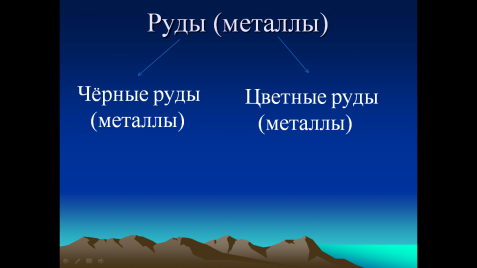 Руды (металлы)
Чёрные руды
(металлы)
Цветные руды
(металлы)